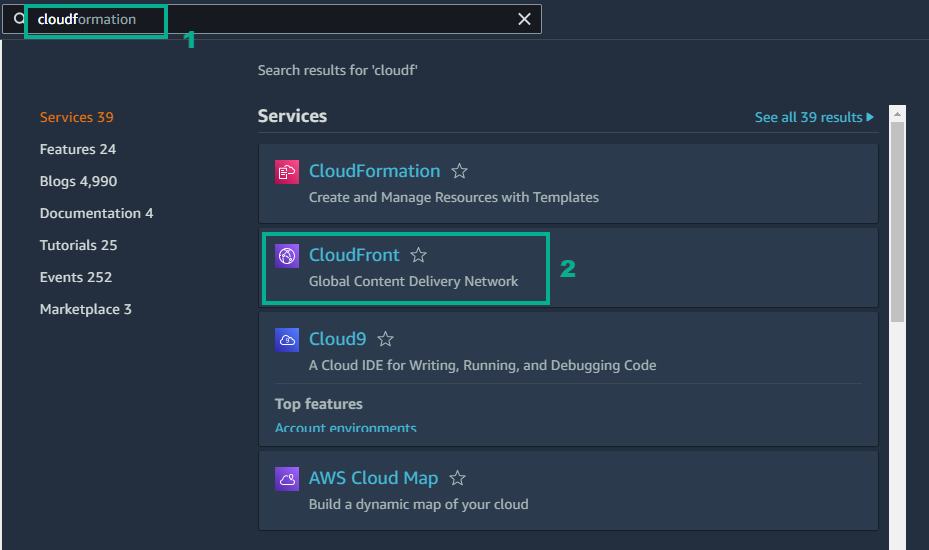 cloudformation
1
Search results for 'cloudf'
Services 39
Features 24
Blogs 4,990
Documentation 4
Tutorials 25
Events 252
Marketplace 3
Services
See all 39 results
CloudFormation
Create and Manage Resources with Templates
CloudFront
Global Content Delivery Network
2
Cloud9
A Cloud IDE for Writing, Running, and Debugging Code
Top features
Account environments
AWS Cloud Map
Build a dynamic map of your cloud